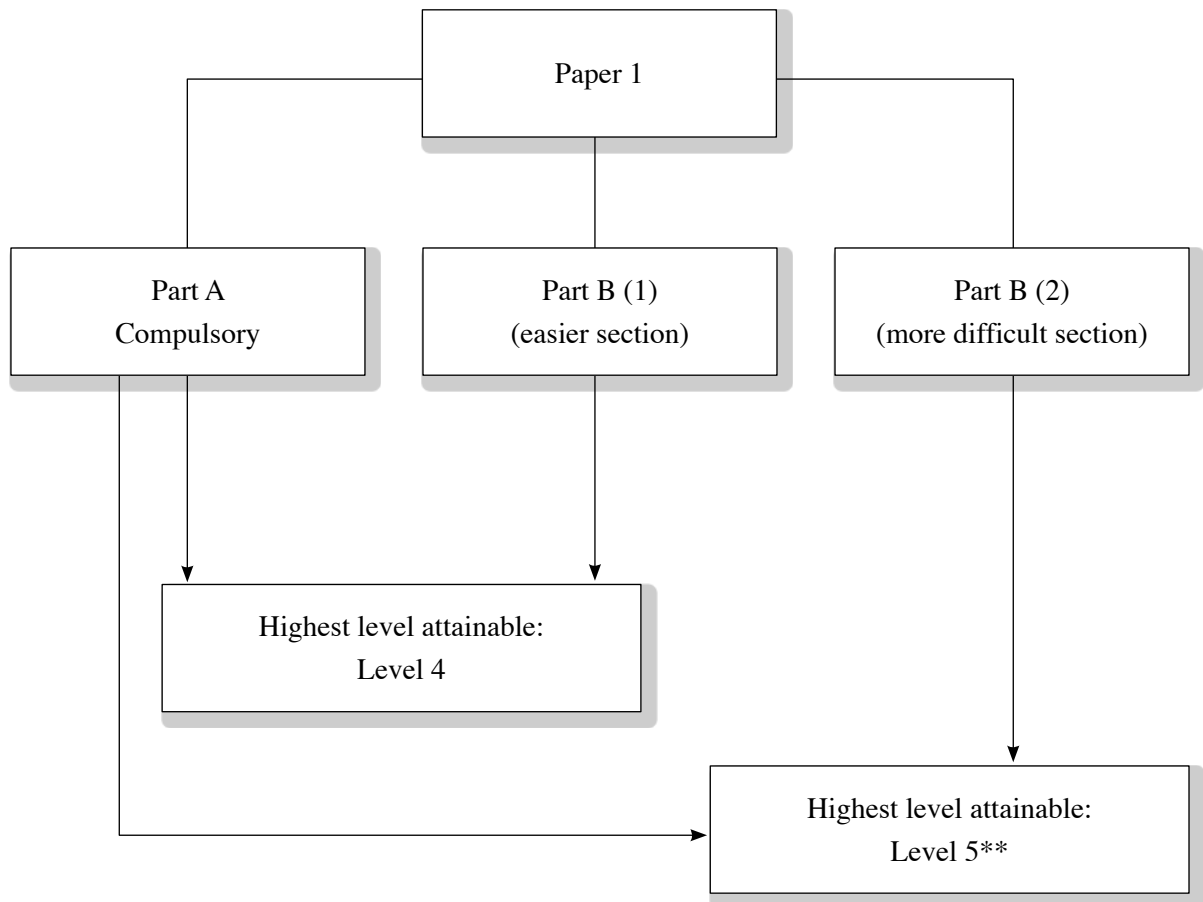 Paper 1
Part A
Compulsory
Part B (1)
(easier section)
Part B (2)
(more difficult section)
Highest level attainable:
Level 4
Highest level attainable:
Level 5**